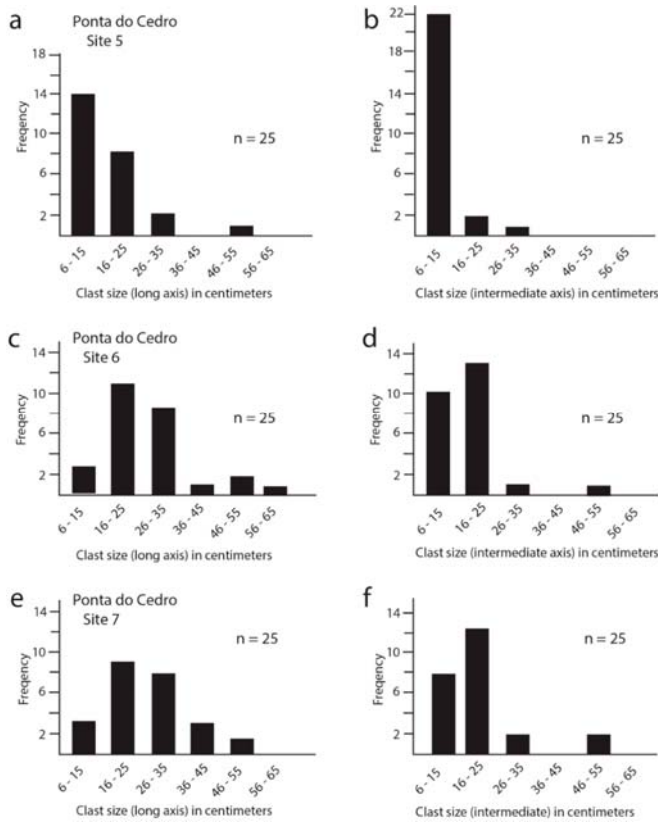 a
Ponta do Cedro
Site 5
Freqency
18
14
10
6
2
n = 25
6 - 15
16 - 25
26 - 35
36 - 45
46 - 55
56 - 65
Clast size (long axis) in centimeters
b
Freqency
22
18
14
10
6
2
n = 25
6 - 15
16 - 25
26 - 35
36 - 45
46 - 55
56 - 65
Clast size (intermediate axis) in centimeters
c
Ponta do Cedro
Site 6
Freqency
14
10
6
2
n = 25
6 - 15
16 - 25
26 - 35
36 - 45
46 - 55
56 - 65
Clast size (long axis) in centimeters
d
Freqency
14
10
6
2
n = 25
6 - 15
16 - 25
26 - 35
36 - 45
46 - 55
56 - 65
Clast size (intermediate axis) in centimeters
e
Ponta do Cedro
Site 7
Freqency
14
10
6
2
n = 25
6 - 15
16 - 25
26 - 35
36 - 45
46 - 55
56 - 65
Clast size (long axis) in centimeters
f
Freqency
14
10
6
2
n = 25
6 - 15
16 - 25
26 - 35
36 - 45
46 - 55
56 - 65
Clast size (intermediate) in centimeters